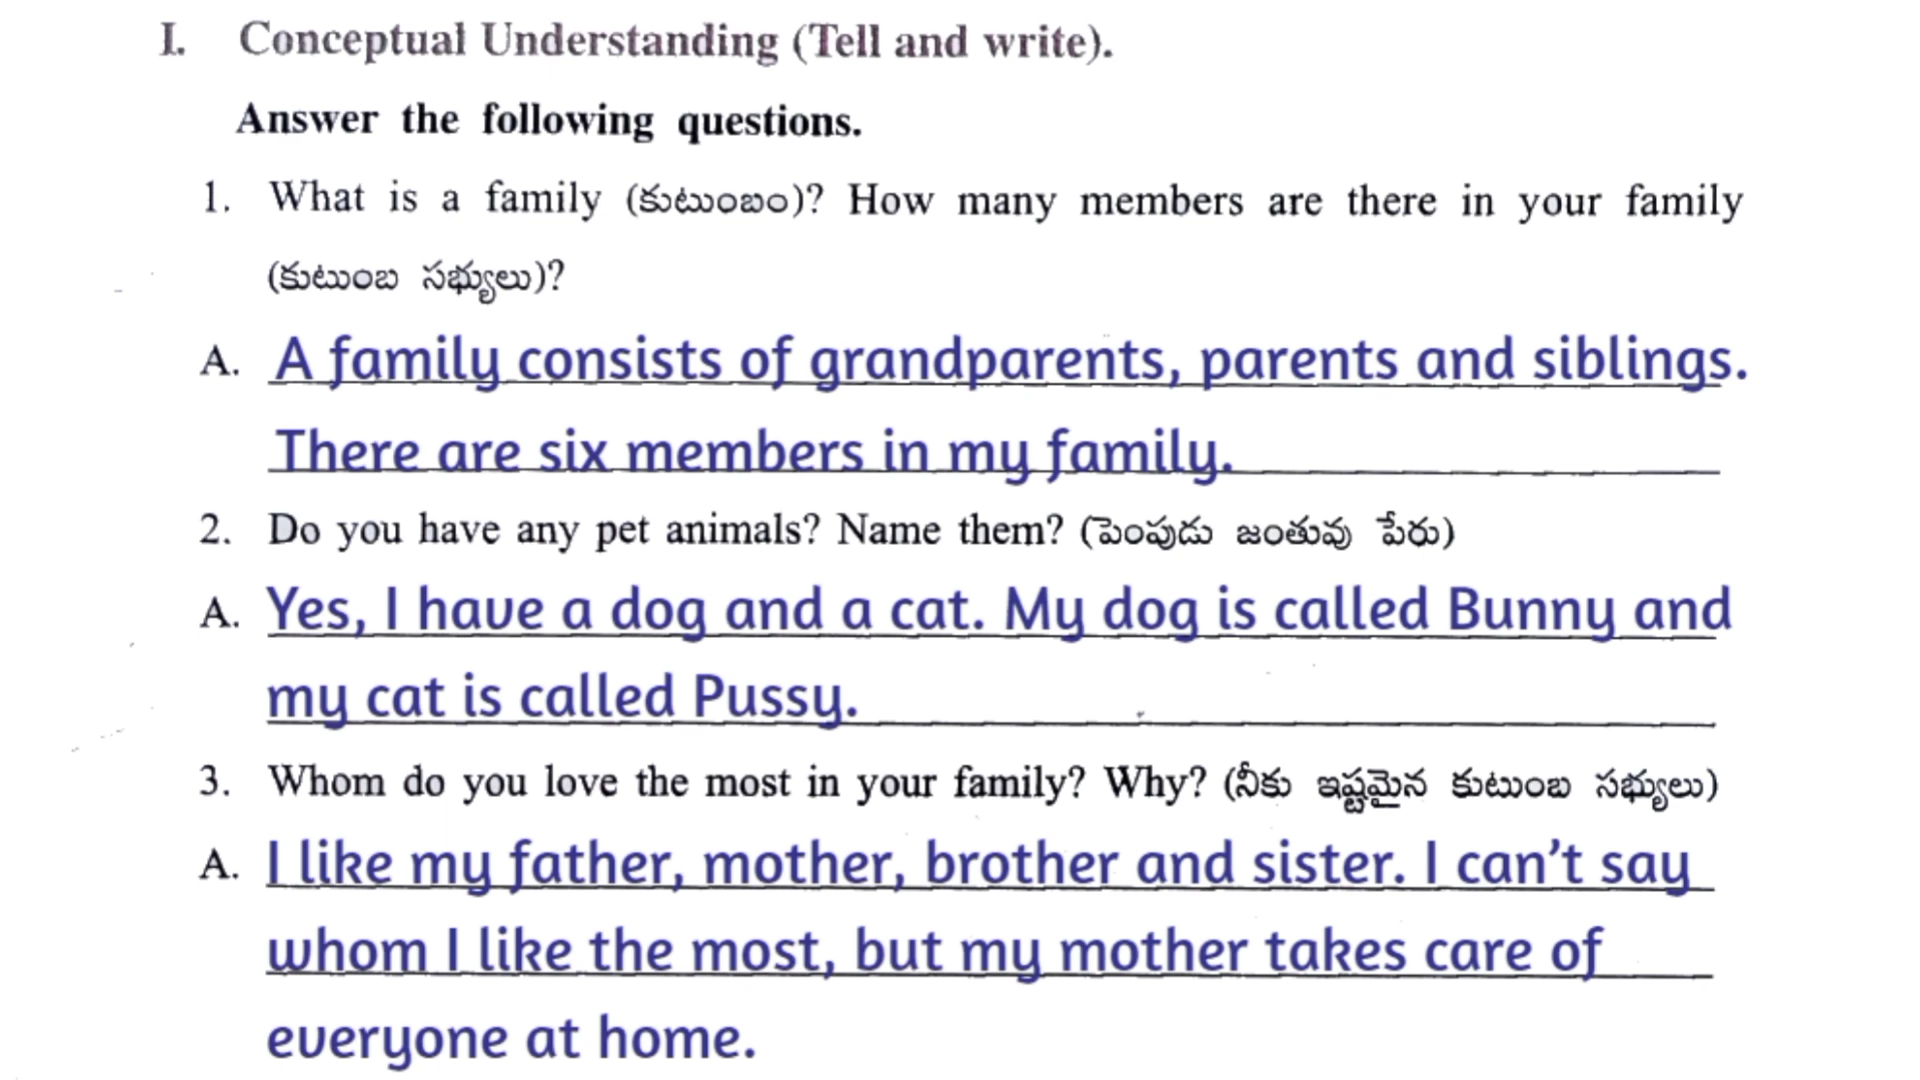 I. Conceptual Understanding (Tell and write).
Answer the following questions.
1. What is a family (కుటుంబం)? How many members are there in your family
(కుటుంబ సభ్యులు)?
A. A family consists of grandparents, parents and siblings.
There are six members in my family.
2. Do you have any pet animals? Name them? (పెంపుడు జంతువు పేరు)
A. Yes, I have a dog and a cat. My dog is called Bunny and
my cat is called Pussy.
3. Whom do you love the most in your family? Why? (నీకు ఇష్టమైన కుటుంబ సభ్యులు)
A. I like my father, mother, brother and sister. I can't say
whom I like the most, but my mother takes care of
everyone at home.